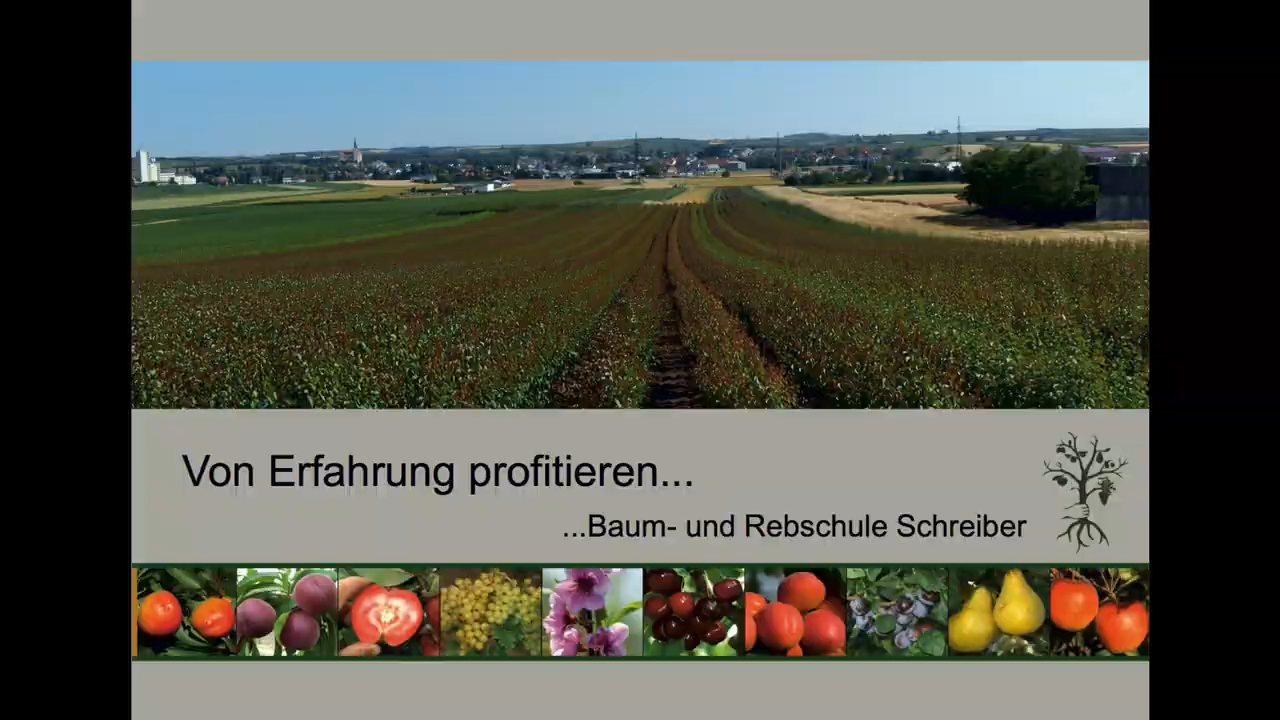 Von Erfahrung profitieren...
...Baum- und Rebschule Schreiber